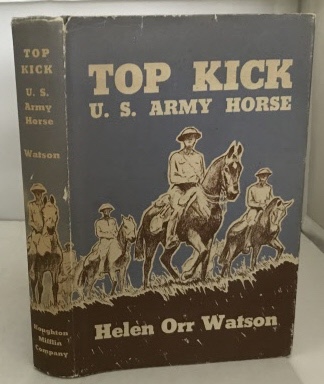 TOP
KICK
U. S.
Army
Horse
Watson
Houghton
Mifflin
Company
TOP KICK
U. S. ARMY HORSE
Helen Orr Watson